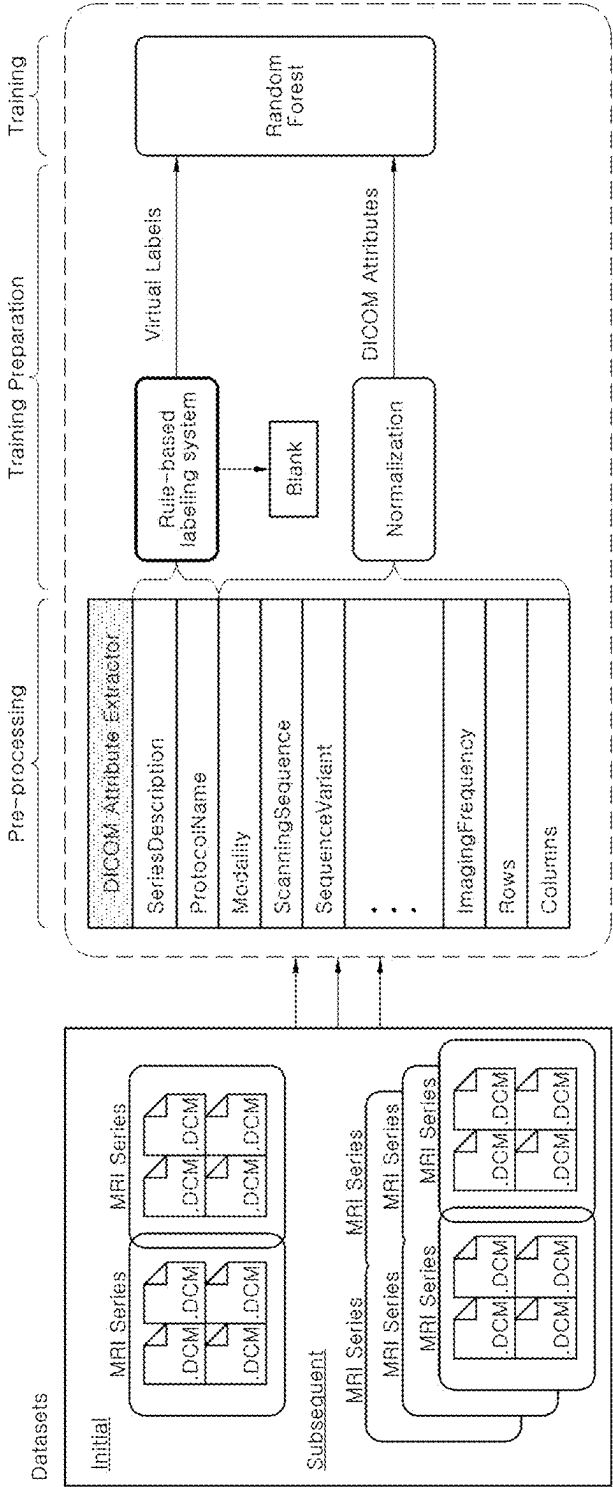 Datasets
Initial
MRI Series
.DCM
.DCM
.DCM
.DCM
MRI Series
.DCM
.DCM
.DCM
.DCM
Subsequent
MRI Series
MRI Series
MRI Series
MRI Series
MRI Series
.DCM
.DCM
.DCM
.DCM
MRI Series
.DCM
.DCM
.DCM
.DCM
Pre-processing
Training Preparation
Training
DICOM Attribute Extractor
SeriesDescription
ProtocolName
Modality
ScanningSequence
SequenceVariant
. . .
ImagingFrequency
Rows
Columns
Rule-based
labeling system
Blank
Normalization
Virtual Labels
DICOM Attributes
Random
Forest